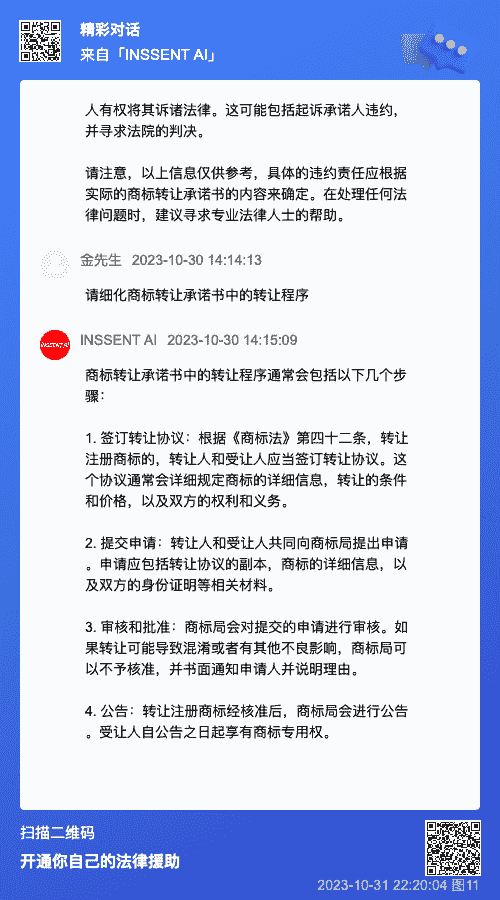 精彩对话
来自「INSSENT AI」
人有权将其诉诸法律。这可能包括起诉承诺人违约，
并寻求法院的判决。
请注意，以上信息仅供参考，具体的违约责任应根据
实际的商标转让承诺书的内容来确定。在处理任何法
律问题时，建议寻求专业法律人士的帮助。
金先生 2023-10-30 14:14:13
请细化商标转让承诺书中的转让程序
INSSENT AI
INSSENT AI 2023-10-30 14:15:09
商标转让承诺书中的转让程序通常会包括以下几个步
骤：
1. 签订转让协议：根据《商标法》第四十二条，转让
注册商标的，转让人和受让人应当签订转让协议。这
个协议通常会详细规定商标的详细信息，转让的条件
和价格，以及双方的权利和义务。
2. 提交申请：转让人和受让人共同向商标局提出申请
。申请应包括转让协议的副本，商标的详细信息，以
及双方的身份证明等相关材料。
3. 审核和批准：商标局会对提交的申请进行审核。如
果转让可能导致混淆或者有其他不良影响，商标局可
以不予核准，并书面通知申请人并说明理由。
4. 公告：转让注册商标经核准后，商标局会进行公告
。受让人自公告之日起享有商标专用权。
扫描二维码
开通你自己的法律援助
2023-10-31 22:20:04 图11